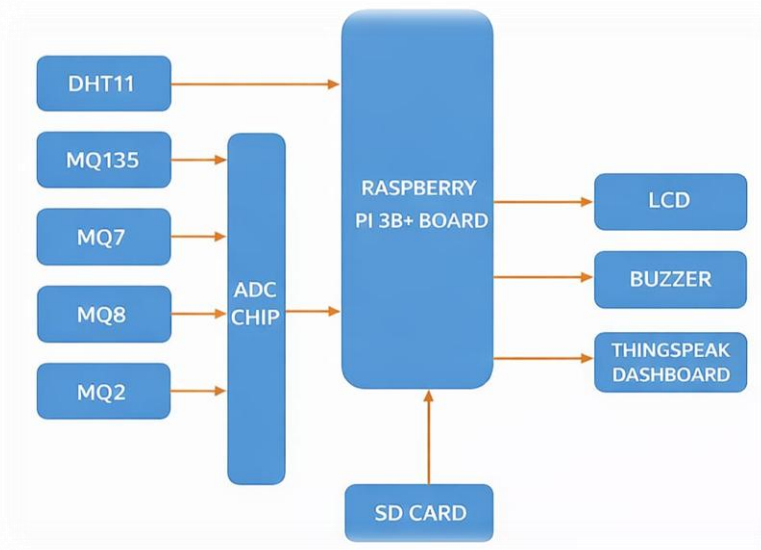 DHT11
MQ135
MQ7
MQ8
MQ2
ADC
CHIP
RASPBERRY
PI 3B+ BOARD
LCD
BUZZER
THINGSPEAK
DASHBOARD
SD CARD